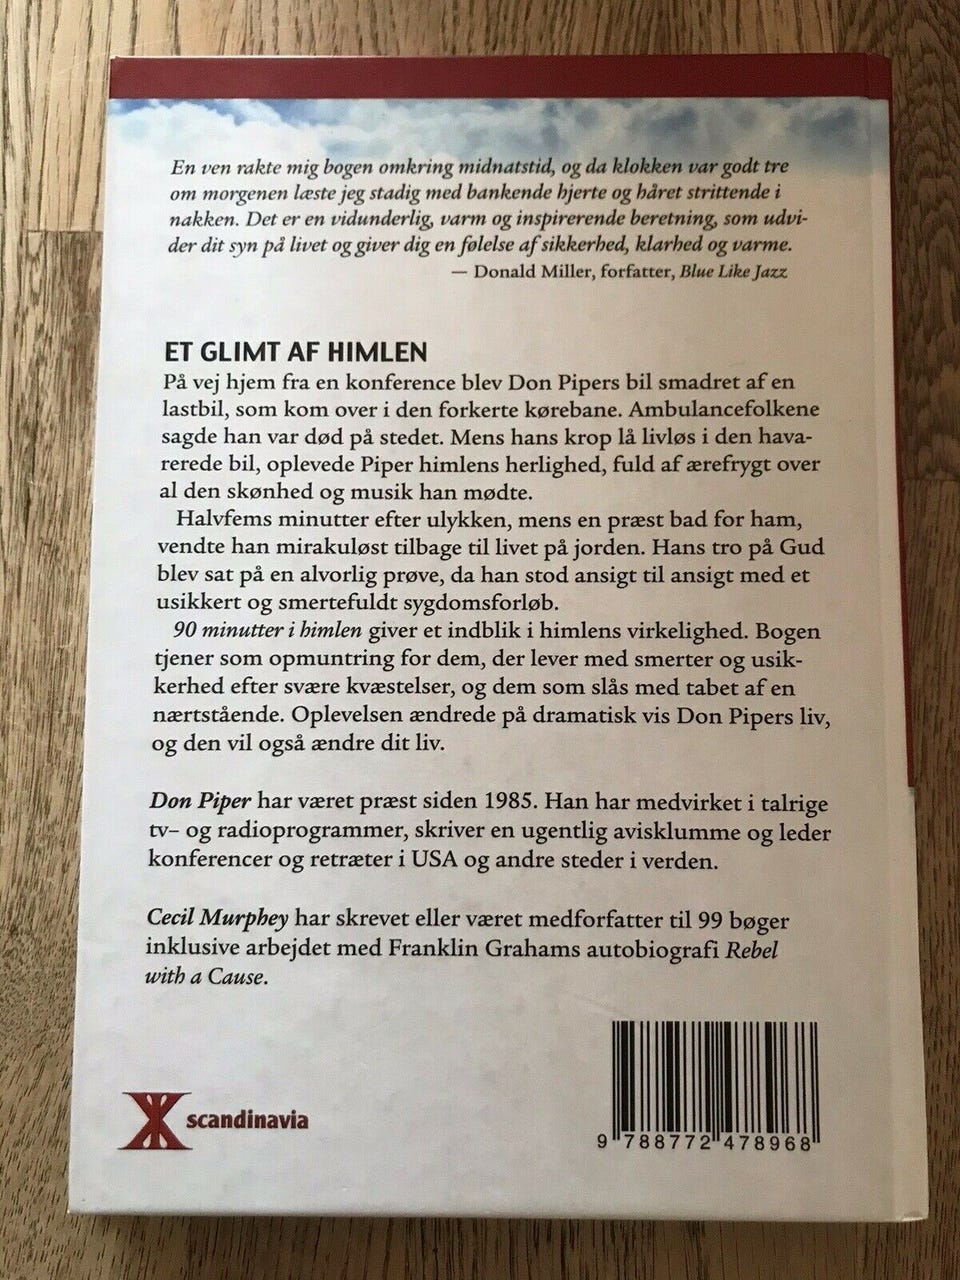 En ven rakte mig bogen omkring midnatstid, og da klokken var godt tre
om morgenen læste jeg stadig med bankende hjerte og håret strittende i
nakken. Det er en vidunderlig, varm og inspirerende beretning, som udvi-
der dit syn på livet og giver dig en følelse af sikkerhed, klarhed og varme.
— Donald Miller, forfatter, Blue Like Jazz
ET GLIMT AF HIMLEN
På vej hjem fra en konference blev Don Pipers bil smadret af en
lastbil, som kom over i den forkerte kørebane. Ambulancefolkene
sagde han var død på stedet. Mens hans krop lå livløs i den hava-
rerede bil, oplevede Piper himlens herlighed, fuld af ærefrygt over
al den skønhed og musik han mødte.
Halvfems minutter efter ulykken, mens en præst bad for ham,
vendte han mirakuløst tilbage til livet på jorden. Hans tro på Gud
blev sat på en alvorlig prøve, da han stod ansigt til ansigt med et
usikkert og smertefuldt sygdomsforløb.
90 minutter i himlen giver et indblik i himlens virkelighed. Bogen
tjener som opmuntring for dem, der lever med smerter og usik-
kerhed efter svære kvæstelser, og dem som slås med tabet af en
nærtstående. Oplevelsen ændrede på dramatisk vis Don Pipers liv,
og den vil også ændre dit liv.
Don Piper har været præst siden 1985. Han har medvirket i talrige
tv– og radioprogrammer, skriver en ugentlig avisklumme og leder
konferencer og retræter i USA og andre steder i verden.
Cecil Murphey har skrevet eller været medforfatter til 99 bøger
inklusive arbejdet med Franklin Grahams autobiografi Rebel
with a Cause.
scandinavia
9 788772 478968